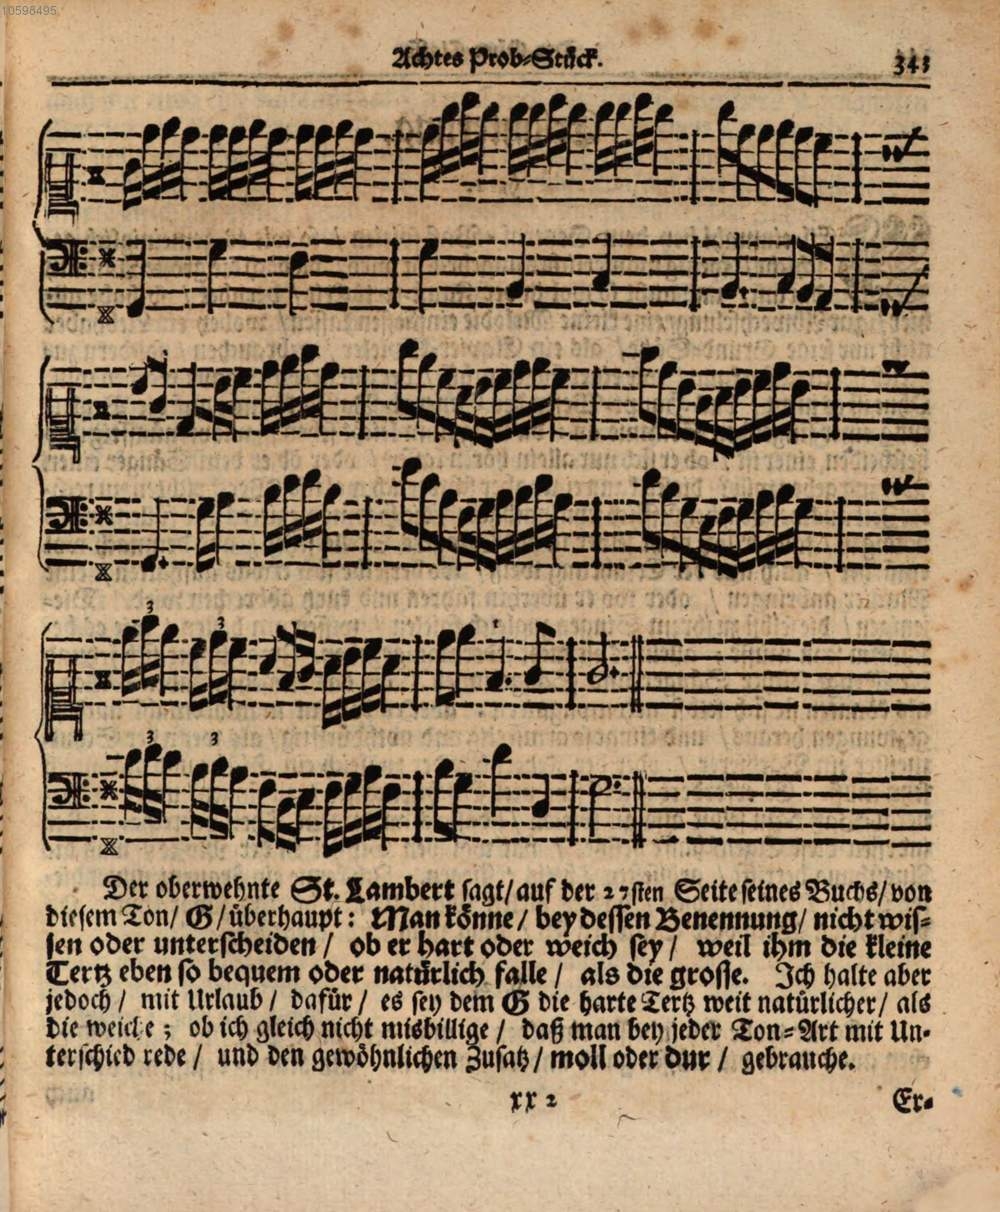 10598495
Achtes Prob-Stück. 343
3 3
3 3
Der oberwehnte St. Lambert sagt/ auf der 27sten Seite seines Buchs/ von
diesem Ton/ G/ überhaupt: Man könne/ bey dessen Benennung/ nicht wis-
sen oder unterscheiden/ ob er hart oder weich sey/ weil ihm die kleine
Tertz eben so bequem oder natürlich falle/ als die grosse. Ich halte aber
jedoch/ mit Urlaub/ dafür/ es sey dem G die harte Tertz weit natürlicher/ als
die weiche; ob ich gleich nicht misbillige/ daß man bey jeder Ton-Art mit Un-
terschied rede/ und den gewöhnlichen Zusatz/ moll oder dur/ gebrauche.
xx 2 Er-